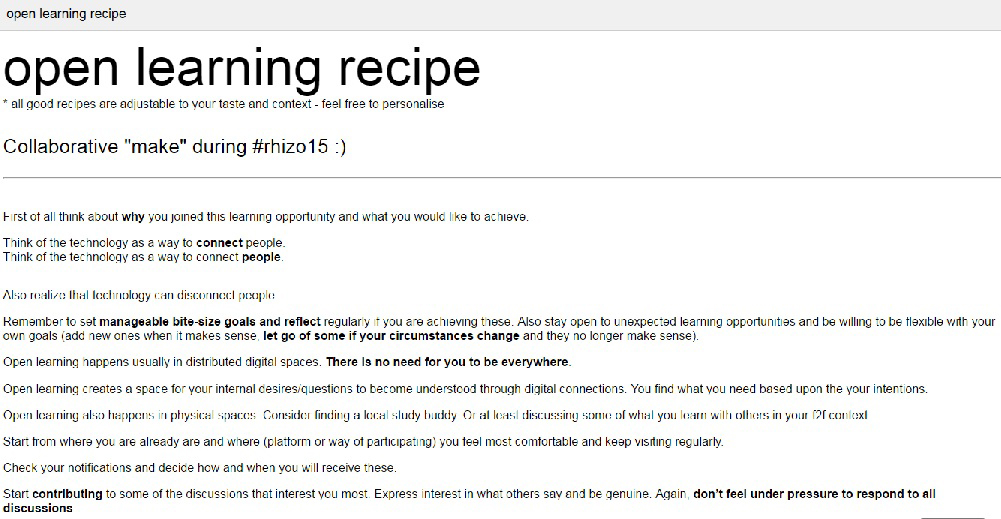 open learning recipe
open learning recipe
* all good recipes are adjustable to your taste and context - feel free to personalise
Collaborative "make" during #rhizo15 :)
First of all think about why you joined this learning opportunity and what you would like to achieve.
Think of the technology as a way to connect people.
Think of the technology as a way to connect people.
Also realize that technology can disconnect people
Remember to set manageable bite-size goals and reflect regularly if you are achieving these. Also stay open to unexpected learning opportunities and be willing to be flexible with your
own goals (add new ones when it makes sense, let go of some if your circumstances change and they no longer make sense).
Open learning happens usually in distributed digital spaces. There is no need for you to be everywhere.
Open learning creates a space for your internal desires/questions to become understood through digital connections. You find what you need based upon your intentions.
Open learning also happens in physical spaces. Consider finding a local study buddy. Or at least discussing some of what you learn with others in your f2f context
Start from where you are already are and where (platform or way of participating) you feel most comfortable and keep visiting regularly.
Check your notifications and decide how and when you will receive these.
Start contributing to some of the discussions that interest you most. Express interest in what others say and be genuine. Again, don't feel under pressure to respond to all
discussions